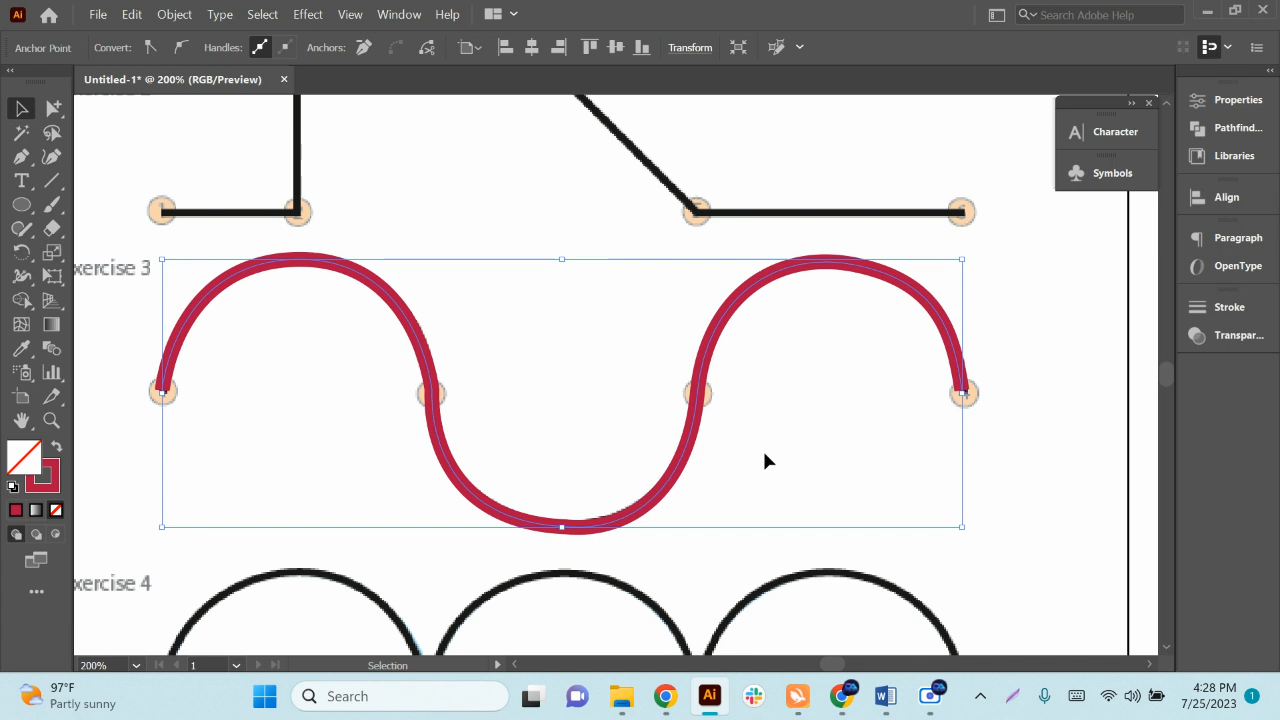 Ai File Edit Object Type Select Effect View Window Help Search Adobe Help
Anchor Point Convert: Handles: Anchors: Transform
Untitled-1* @ 200% (RGB/Preview)
Properties
Pathfind...
Libraries
Align
Paragraph
OpenType
Stroke
Transpar...
Character
Symbols
xercise 3
xercise 4
200% 1 Selection
97°F
Partly sunny
Search
Ai
4:28 PM
7/25/2023
1